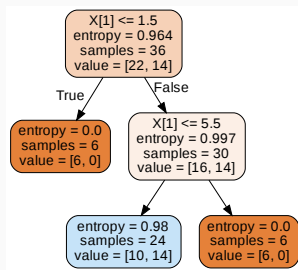 X[1] <= 1.5
entropy = 0.964
samples = 36
value = [22, 14]
True
False
entropy = 0.0
samples = 6
value = [6, 0]
X[1] <= 5.5
entropy = 0.997
samples = 30
value = [16, 14]
entropy = 0.98
samples = 24
value = [10, 14]
entropy = 0.0
samples = 6
value = [6, 0]